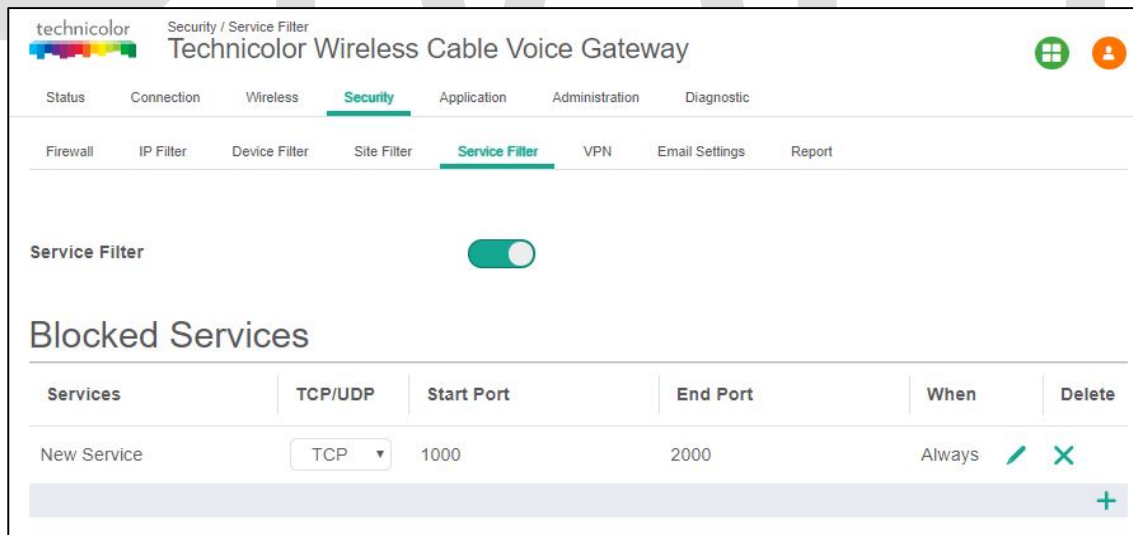 technicolor
Security / Service Filter
Technicolor Wireless Cable Voice Gateway
Status Connection Wireless Security Application Administration Diagnostic
Firewall IP Filter Device Filter Site Filter Service Filter VPN Email Settings Report
Service Filter
Blocked Services
Services TCP/UDP Start Port End Port When Delete
New Service TCP 1000 2000 Always